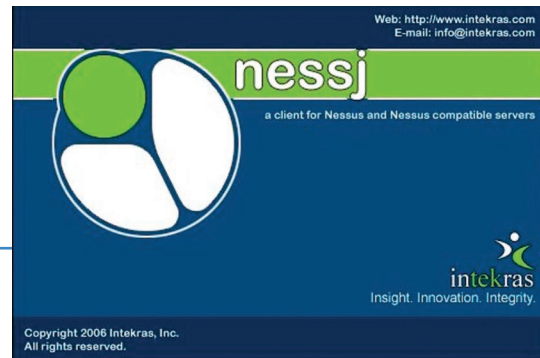 Web: http://www.intekras.com
E-mail: info@intekras.com
nessj
a client for Nessus and Nessus compatible servers
intekras
Insight. Innovation. Integrity.
Copyright 2006 Intekras, Inc.
All rights reserved.